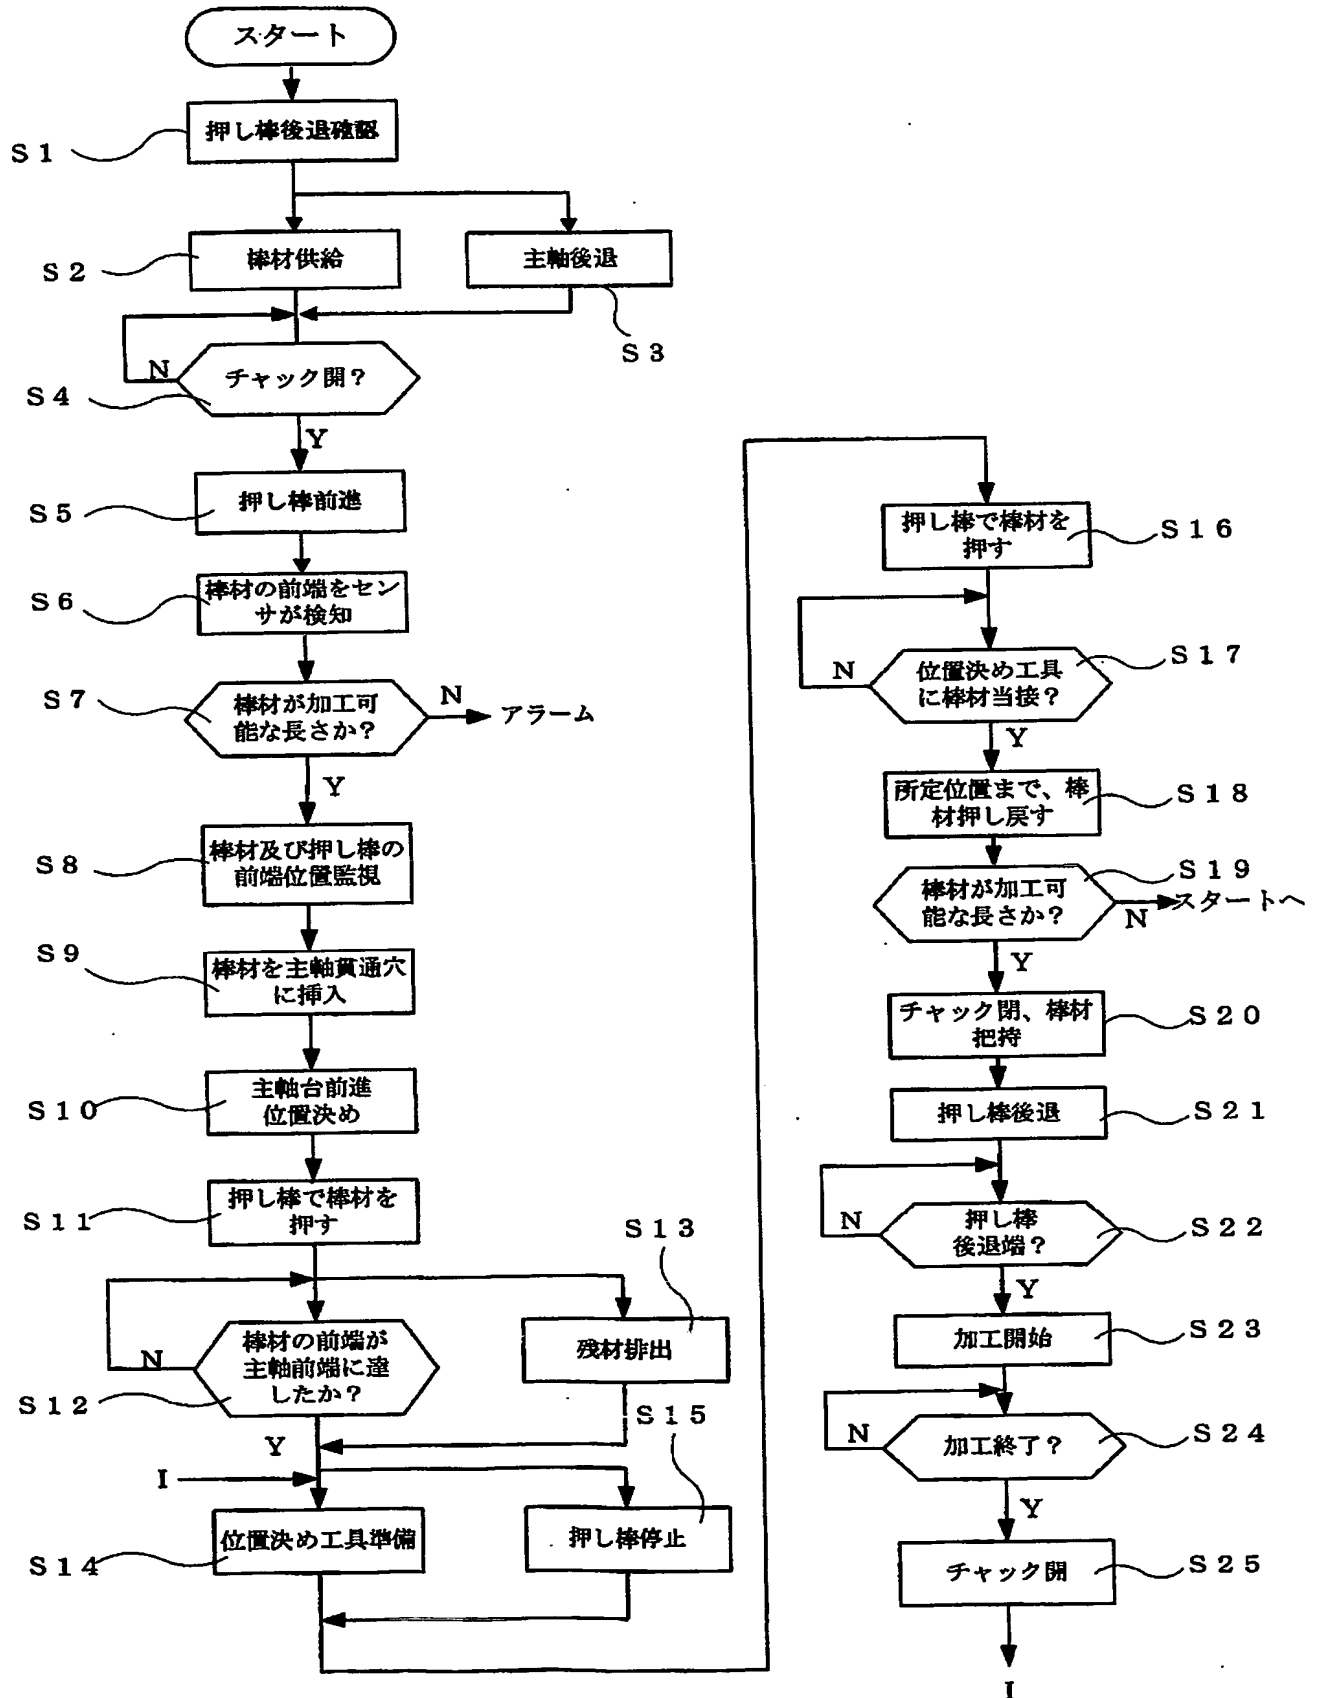 スタート
押し棒後退確認
S1
棒材供給
S2
主軸後退
S3
チャック開?
N
S4
Y
押し棒前進
S5
棒材の前端をセン
サが検知
S6
棒材が加工可
能な長さか?
S7
N
アラーム
Y
棒材及び押し棒の
前端位置監視
S8
棒材を主軸貫通穴
に挿入
S9
主軸台前進
位置決め
S10
押し棒で棒材を
押す
S11
棒材の前端が
主軸前端に達
したか?
N
S12
S13
残材排出
Y
I
位置決め工具準備
S14
S15
押し棒停止
押し棒で棒材を
押す
S16
位置決め工具
に棒材当接?
S17
N
Y
所定位置まで、棒
材押し戻す
S18
棒材が加工可
能な長さか?
S19
N
スタートへ
Y
チャック閉、棒材
把持
S20
押し棒後退
S21
押し棒
後退端?
N
S22
Y
加工開始
S23
加工終了?
N
S24
Y
チャック開
S25
I